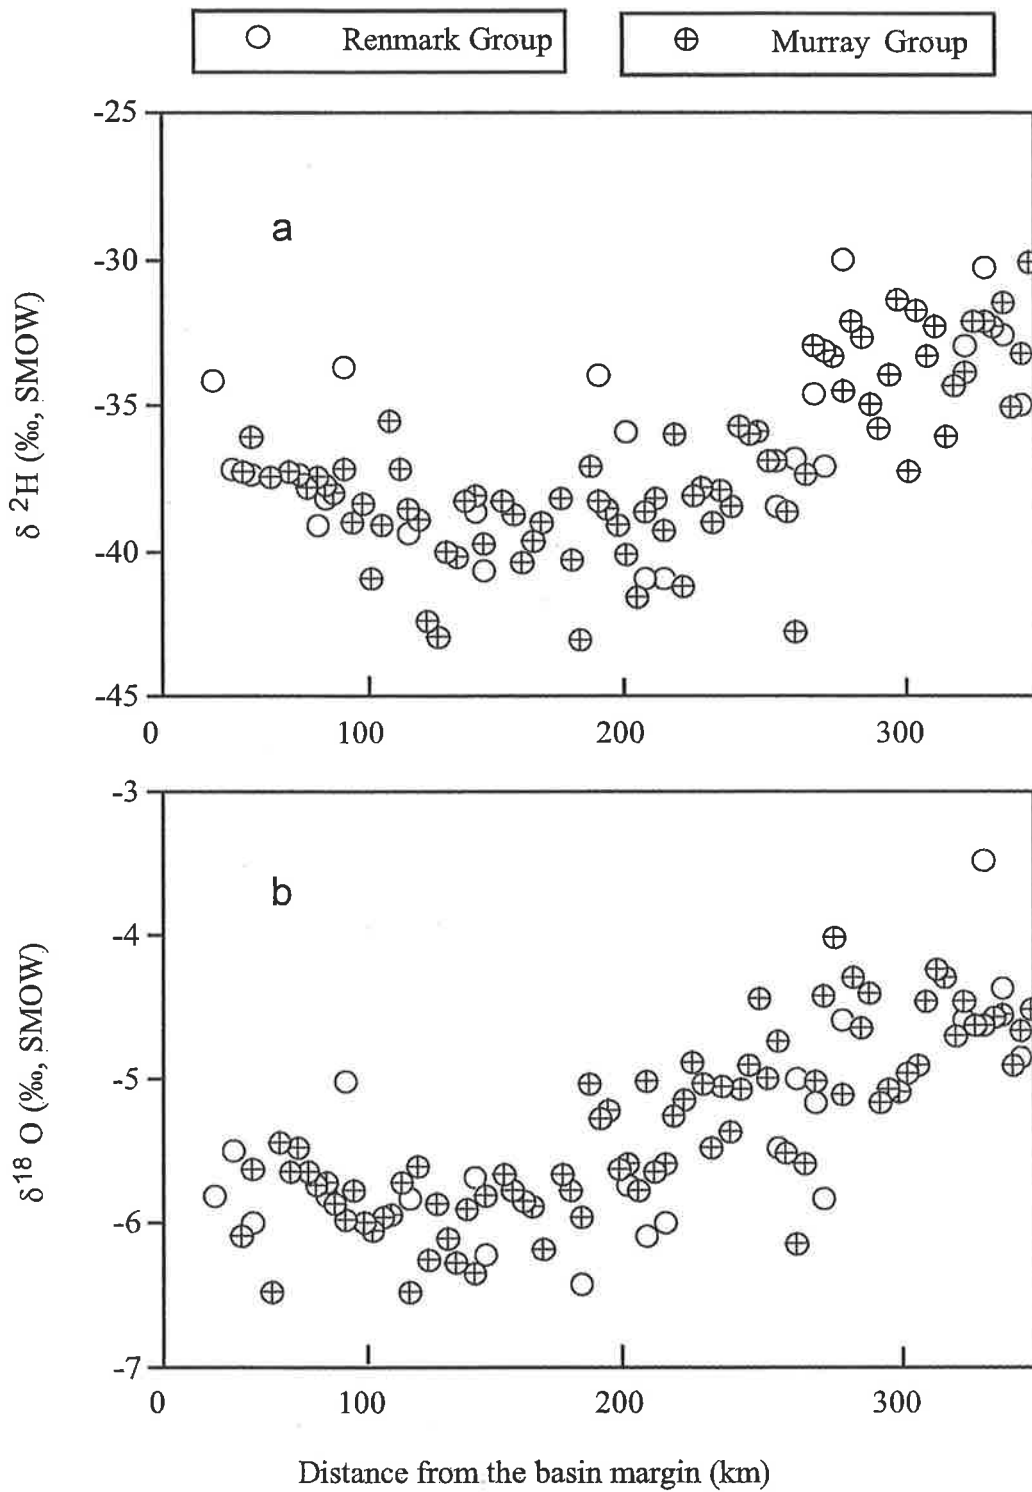 Renmark Group
Murray Group
-25
-30
-35
-40
-45
a
δ ²H (‰, SMOW)
0 100 200 300
-3
-4
-5
-6
-7
b
δ¹⁸ O (‰, SMOW)
0 100 200 300
Distance from the basin margin (km)